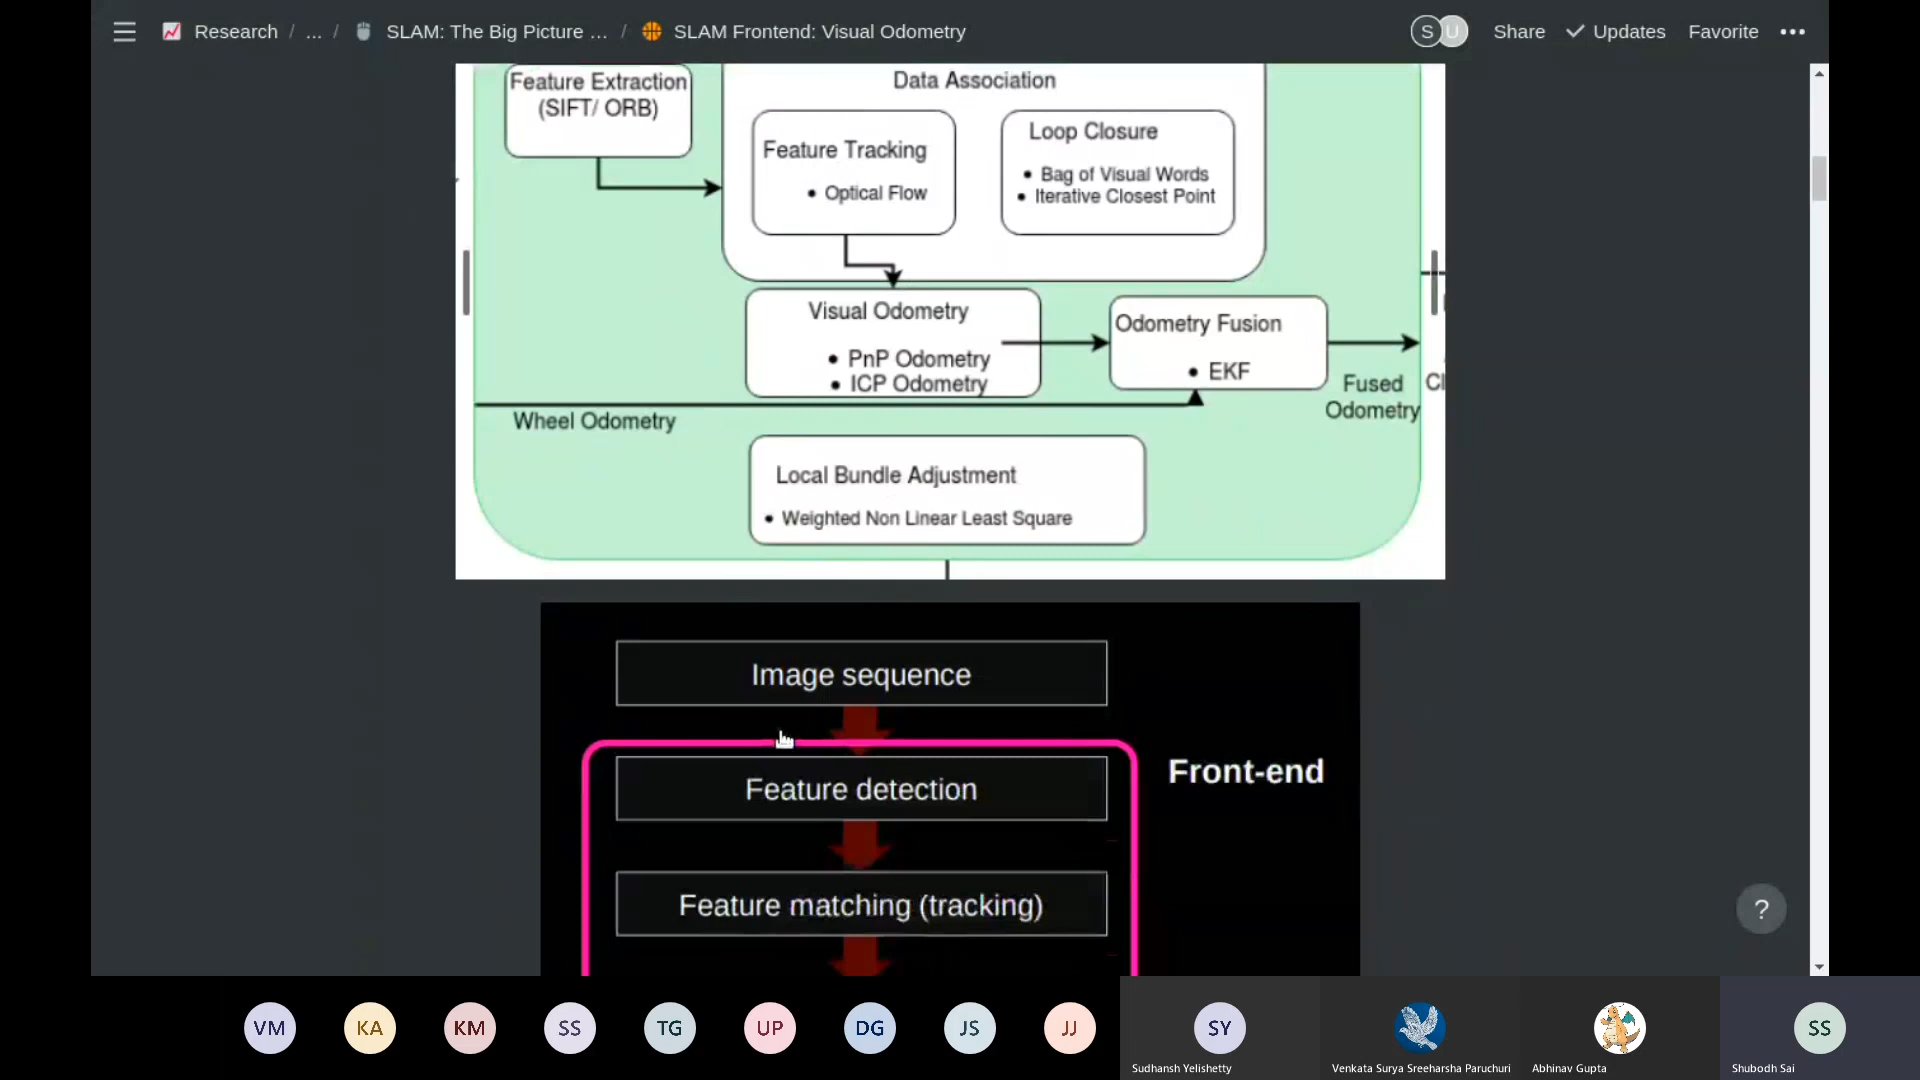 Research / ... / SLAM: The Big Picture ... / SLAM Frontend: Visual Odometry
S U Share Updates Favorite •••
Feature Extraction
(SIFT/ ORB)
Data Association
Feature Tracking
• Optical Flow
Loop Closure
• Bag of Visual Words
• Iterative Closest Point
Visual Odometry
• PnP Odometry
• ICP Odometry
Odometry Fusion
• EKF
Fused
Odometry
Cl
Wheel Odometry
Local Bundle Adjustment
• Weighted Non Linear Least Square
Image sequence
Front-end
Feature detection
Feature matching (tracking)
?
VM KA KM SS TG UP DG JS JJ SY SS
Sudhansh Yelishetty
Venkata Surya Sreeharsha Paruchuri
Abhinav Gupta
Shubodh Sai